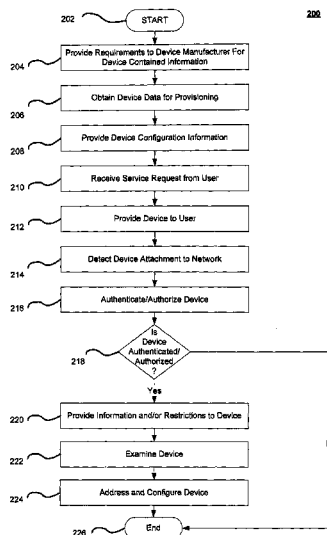 200
202
START
204
Provide Requirements to Device Manufacturer For
Device Contained Information
206
Obtain Device Data for Provisioning
208
Provide Device Configuration Information
210
Receive Service Request from User
212
Provide Device to User
214
Detect Device Attachment to Network
216
Authenticate/Authorize Device
218
Is
Device
Authenticated/
Authorized
?
Yes
220
Provide Information and/or Restrictions to Device
222
Examine Device
224
Address and Configure Device
226
End